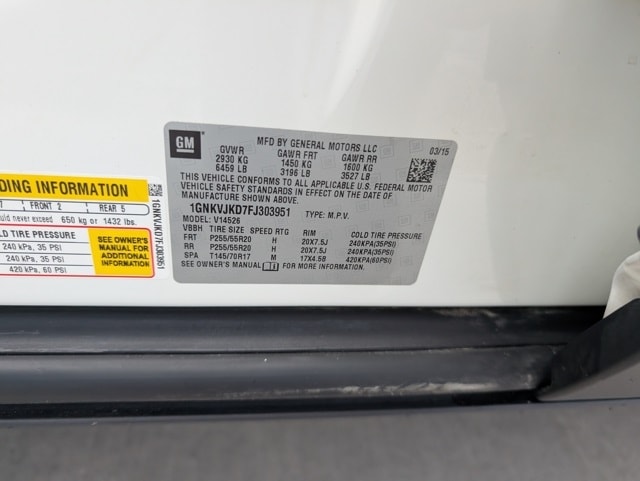 DING INFORMATION
FRONT 2 REAR 5
ould never exceed 650 kg or 1432 lbs.
LD TIRE PRESSURE
240 kPa, 35 PSI
240 kPa, 35 PSI
420 kPa, 60 PSI
SEE OWNER'S
MANUAL FOR
ADDITIONAL
INFORMATION
1GNKVJKD7FJ303951
GM
MFD BY GENERAL MOTORS LLC 03/15
GVWR GAWR FRT GAWR RR
2930 KG 1450 KG 1600 KG
6459 LB 3196 LB 3527 LB
THIS VEHICLE CONFORMS TO ALL APPLICABLE U.S. FEDERAL MOTOR
VEHICLE SAFETY STANDARDS IN EFFECT ON THE DATE OF
MANUFACTURE SHOWN ABOVE.
1GNKVJKD7FJ303951 TYPE: M.P.V.
MODEL: V14526
VBBH TIRE SIZE SPEED RTG RIM COLD TIRE PRESSURE
FRT P255/55R20 H 20X7.5J 240KPA(35PSI)
RR P255/55R20 H 20X7.5J 240KPA(35PSI)
SPA T145/70R17 M 17X4.5B 420KPA(60PSI)
SEE OWNER'S MANUAL FOR MORE INFORMATION.